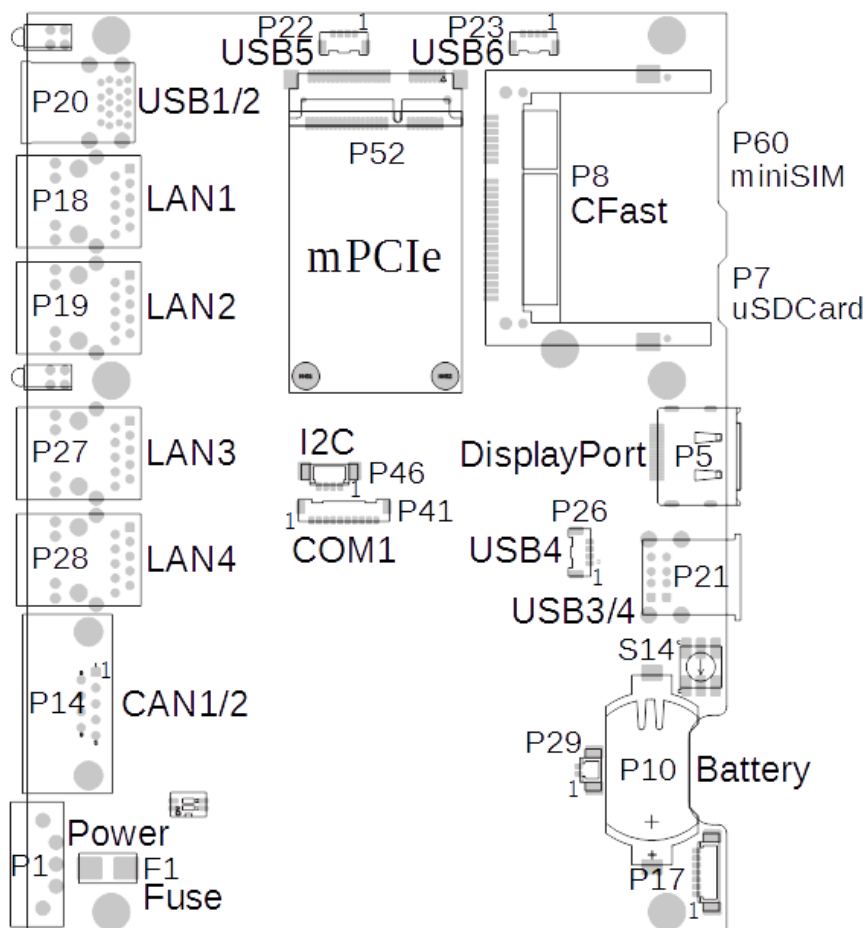 P22
1
USB5
P23
1
USB6
P20
USB1/2
P52
mPCIe
P8
CFast
P60
miniSIM
P7
uSDCard
P18
LAN1
P19
LAN2
P27
LAN3
P28
LAN4
I2C
P46
1
P41
1
COM1
DisplayPort
P5
P26
USB4
1
P21
USB3/4
S14
P14
1
CAN1/2
P29
1
P10
Battery
Power
P1
F1
Fuse
P17
1